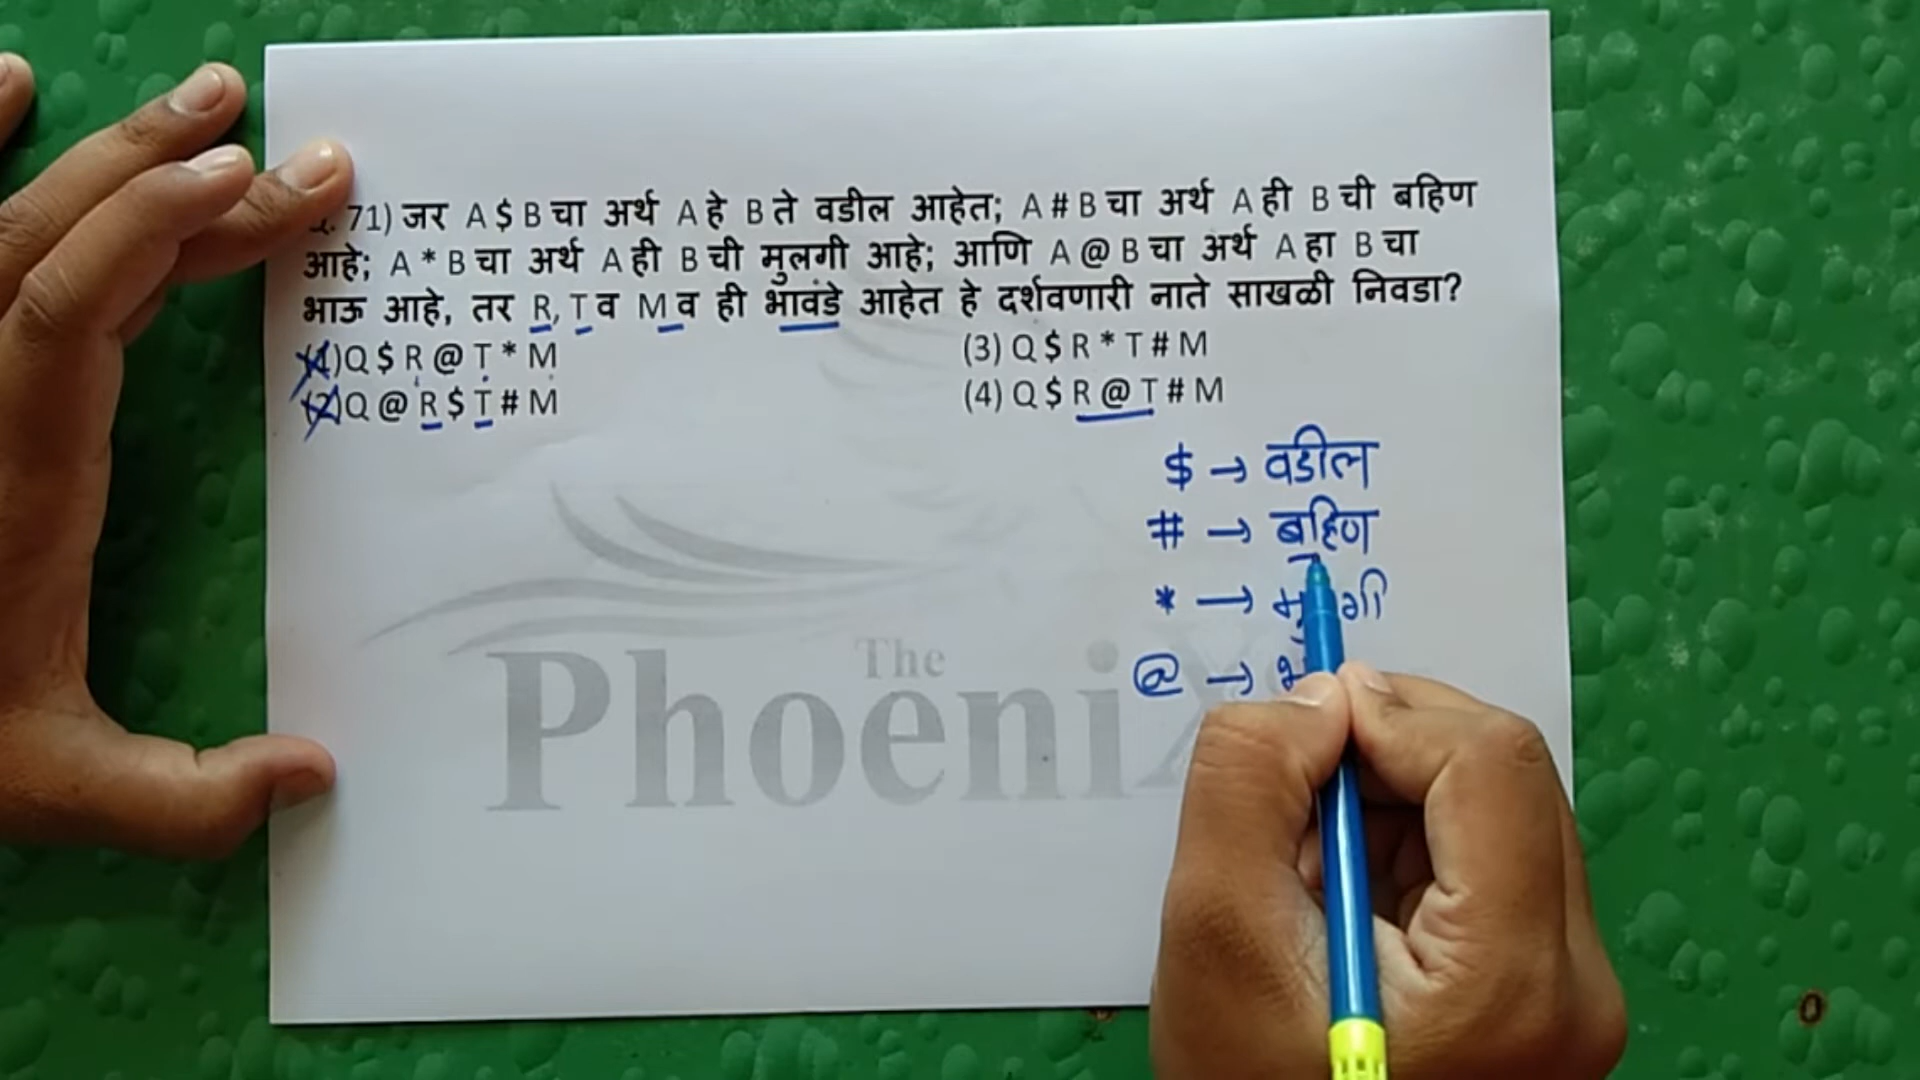 71) जर A $ B चा अर्थ A हे B ते वडील आहेत; A # B चा अर्थ A ही B ची बहिण
आहे; A * B चा अर्थ A ही B ची मुलगी आहे; आणि A @ B चा अर्थ A हा B चा
भाऊ आहे, तर R, T व M व ही भावंडे आहेत हे दर्शवणारी नाते साखळी निवडा?
(1) Q $ R @ T * M
(2) Q @ R $ T # M
(3) Q $ R * T # M
(4) Q $ R @ T # M
$ → वडील
# → बहिण
* →
@ →
The
Phoeni